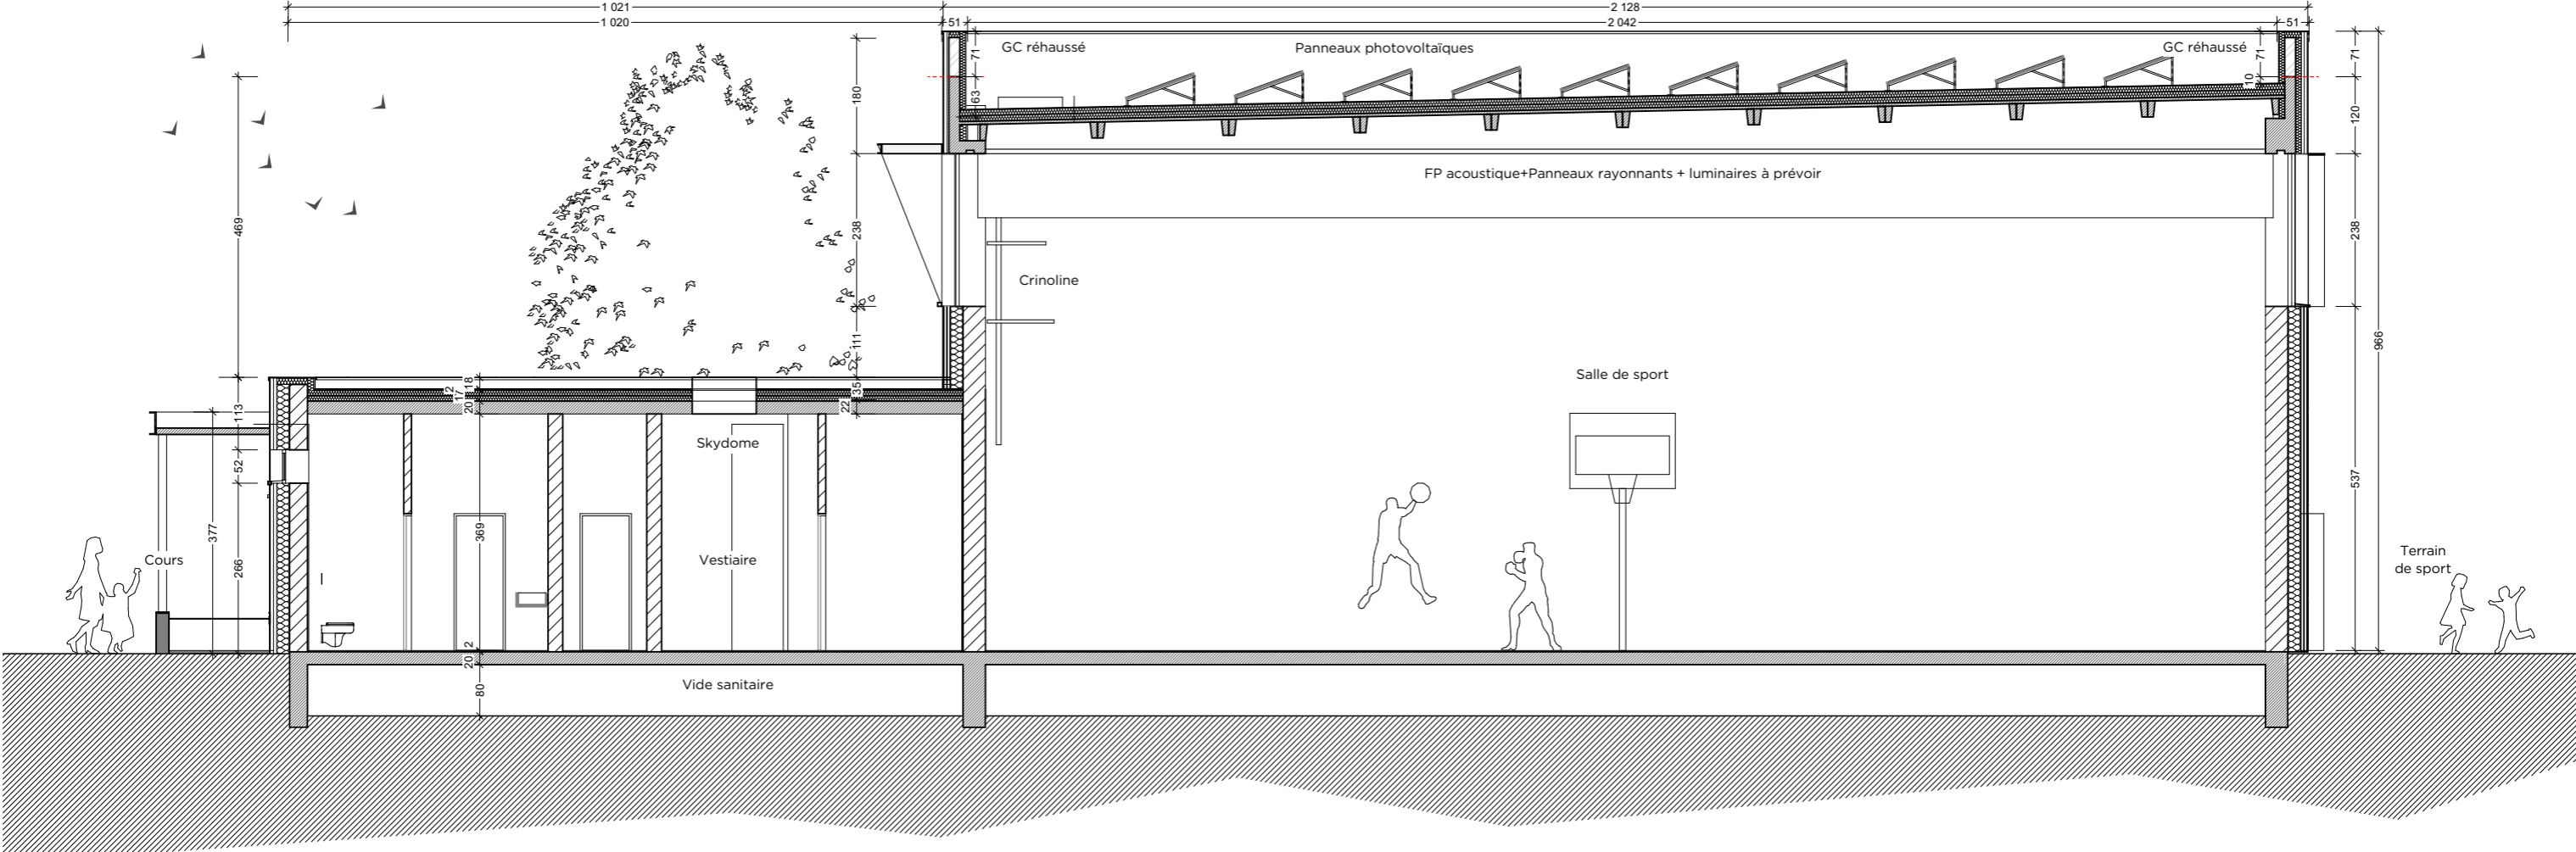 1 021
2 128
1 020
51
2 042
51
GC réhaussé
Panneaux photovoltaïques
GC réhaussé
71
71
71
10
63
180
120
FP acoustique+Panneaux rayonnants + luminaires à prévoir
469
238
238
Crinoline
111
966
Salle de sport
18
2
17
20
35
22
113
Skydome
52
537
377
369
266
Cours
Vestiaire
Terrain
de sport
2
20
80
Vide sanitaire